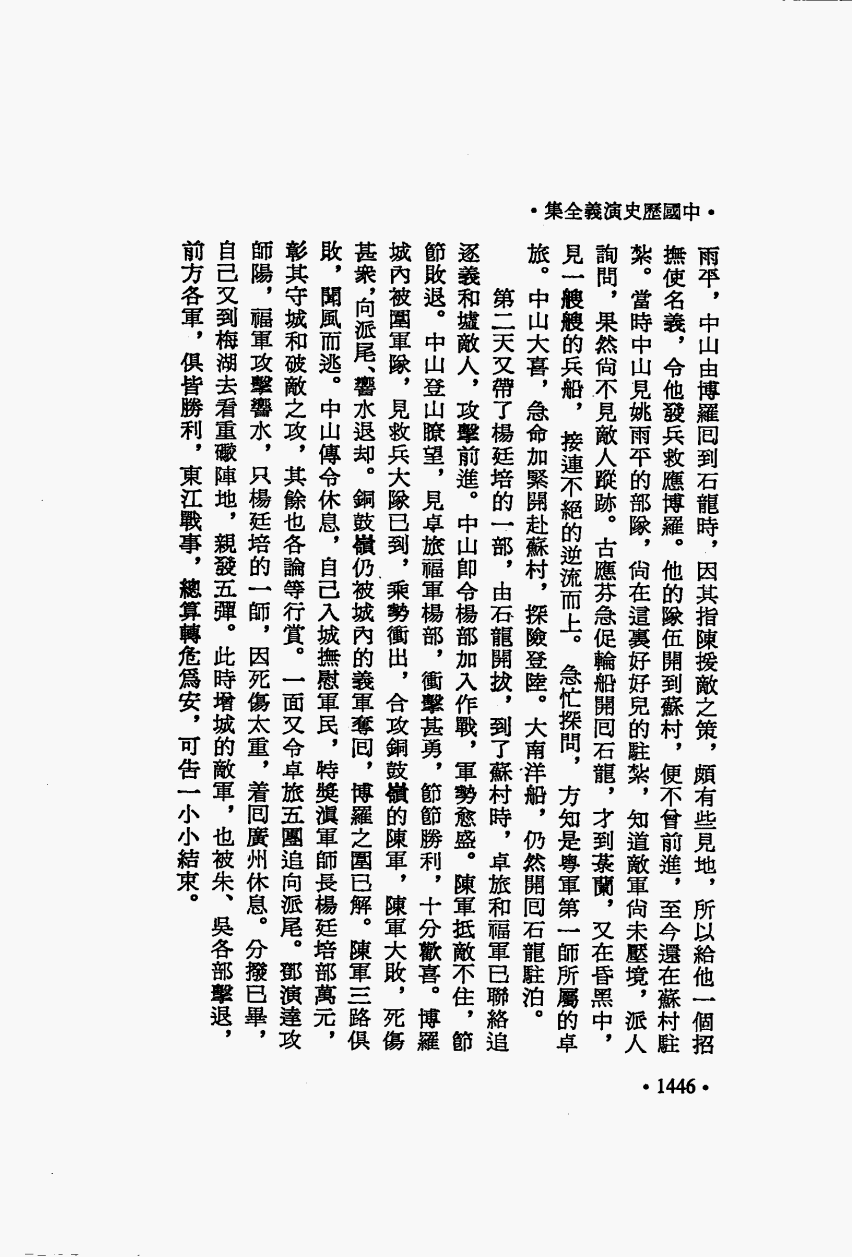 •中國歷史演義全集•
雨平，中山由博羅囘到石龍時，因其指陳援敵之策，頗有些見地，所以給他一個招
撫使名義，令他發兵救應博羅。他的隊伍開到蘇村，便不曾前進，至今還在蘇村駐
紮。當時中山見姚雨平的部隊，尙在這裏好好兒的駐紮，知道敵軍尙未壓境，派人
詢問，果然尙不見敵人蹤跡。古應芬急促輪船開囘石龍，才到菉蘭，又在昏黑中，
見一艘艘的兵船，接連不絕的逆流而上。急忙探問，方知是粵軍第一師所屬的卓
旅。中山大喜，急命加緊開赴蘇村，探險登陸。大南洋船，仍然開囘石龍駐泊。
第二天又帶了楊廷培的一部，由石龍開拔，到了蘇村時，卓旅和福軍已聯絡追
逐義和墟敵人，攻擊前進。中山卽令楊部加入作戰，軍勢愈盛。陳軍抵敵不住，節
節敗退。中山登山瞭望，見卓旅福軍楊部，衝擊甚勇，節節勝利，十分歡喜。博羅
城內被圍軍隊，見救兵大隊已到，乘勢衝出，合攻銅鼓嶺的陳軍，陳軍大敗，死傷
甚衆，向派尾、響水退却。銅鼓嶺仍被城內的義軍奪囘，博羅之圍已解。陳軍三路俱
敗，聞風而逃。中山傳令休息，自己入城撫慰軍民，特奬滇軍師長楊廷培部萬元，
彰其守城和破敵之攻，其餘也各論等行賞。一面又令卓旅五團追向派尾。鄧演達攻
師陽，福軍攻擊響水，只楊廷培的一師，因死傷太重，着囘廣州休息。分撥已畢，
自己又到梅湖去看重礮陣地，親發五彈。此時增城的敵軍，也被朱、吳各部擊退，
前方各軍，俱皆勝利，東江戰事，總算轉危爲安，可告一小小結束。
•1446•